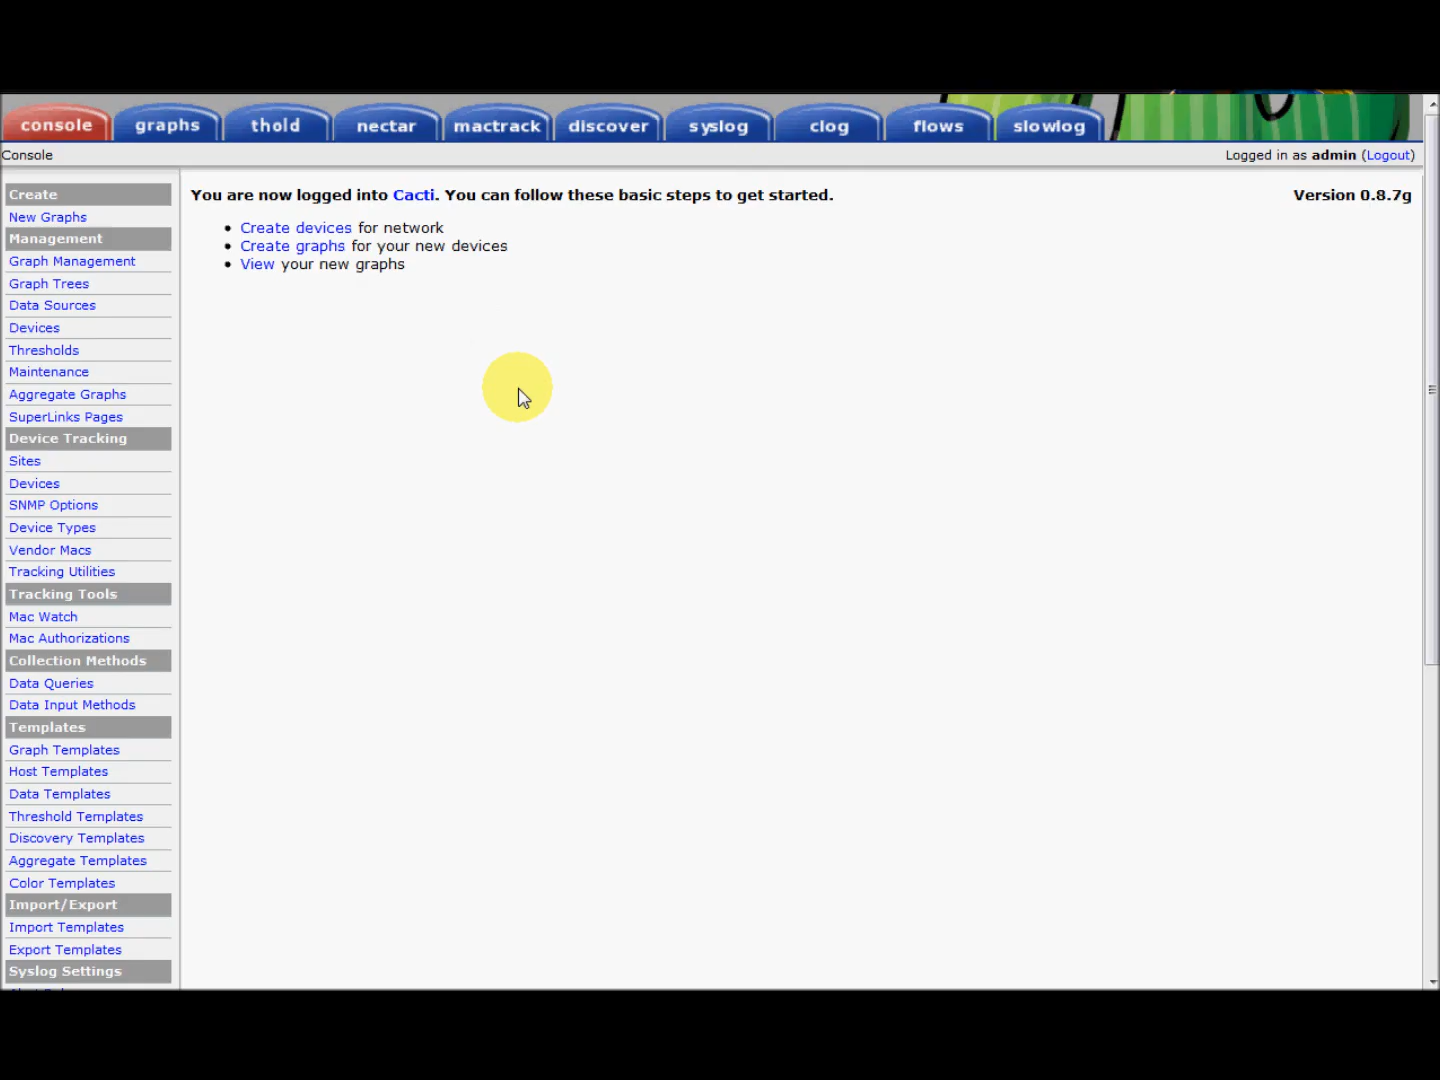 console graphs thold nectar mactrack discover syslog clog flows slowlog
Console Logged in as admin (Logout)
Create
New Graphs
Management
Graph Management
Graph Trees
Data Sources
Devices
Thresholds
Maintenance
Aggregate Graphs
SuperLinks Pages
Device Tracking
Sites
Devices
SNMP Options
Device Types
Vendor Macs
Tracking Utilities
Tracking Tools
Mac Watch
Mac Authorizations
Collection Methods
Data Queries
Data Input Methods
Templates
Graph Templates
Host Templates
Data Templates
Threshold Templates
Discovery Templates
Aggregate Templates
Color Templates
Import/Export
Import Templates
Export Templates
Syslog Settings
You are now logged into Cacti. You can follow these basic steps to get started. Version 0.8.7g
• Create devices for network
• Create graphs for your new devices
• View your new graphs